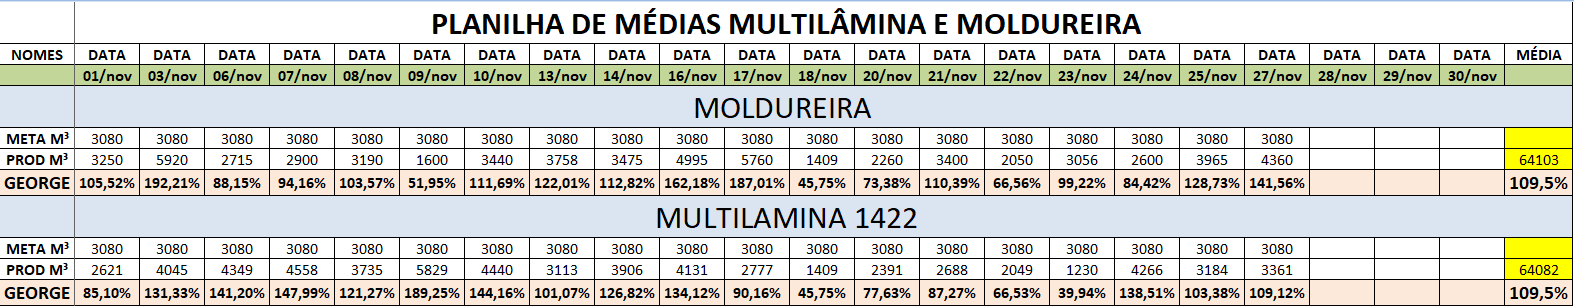 PLANILHA DE MÉDIAS MULTILÂMINA E MOLDUREIRA
NOMES DATA DATA DATA DATA DATA DATA DATA DATA DATA DATA DATA DATA DATA DATA DATA DATA DATA DATA DATA DATA DATA DATA MÉDIA
01/nov 03/nov 06/nov 07/nov 08/nov 09/nov 10/nov 13/nov 14/nov 16/nov 17/nov 18/nov 20/nov 21/nov 22/nov 23/nov 24/nov 25/nov 27/nov 28/nov 29/nov 30/nov
MOLDUREIRA
META M³ 3080 3080 3080 3080 3080 3080 3080 3080 3080 3080 3080 3080 3080 3080 3080 3080 3080 3080 3080
PROD M³ 3250 5920 2715 2900 3190 1600 3440 3758 3475 4995 5760 1409 2260 3400 2050 3056 2600 3965 4360 64103
GEORGE 105,52% 192,21% 88,15% 94,16% 103,57% 51,95% 111,69% 122,01% 112,82% 162,18% 187,01% 45,75% 73,38% 110,39% 66,56% 99,22% 84,42% 128,73% 141,56% 109,5%
MULTILAMINA 1422
META M³ 3080 3080 3080 3080 3080 3080 3080 3080 3080 3080 3080 3080 3080 3080 3080 3080 3080 3080 3080
PROD M³ 2621 4045 4349 4558 3735 5829 4440 3113 3906 4131 2777 1409 2391 2688 2049 1230 4266 3184 3361 64082
GEORGE 85,10% 131,33% 141,20% 147,99% 121,27% 189,25% 144,16% 101,07% 126,82% 134,12% 90,16% 45,75% 77,63% 87,27% 66,53% 39,94% 138,51% 103,38% 109,12% 109,5%